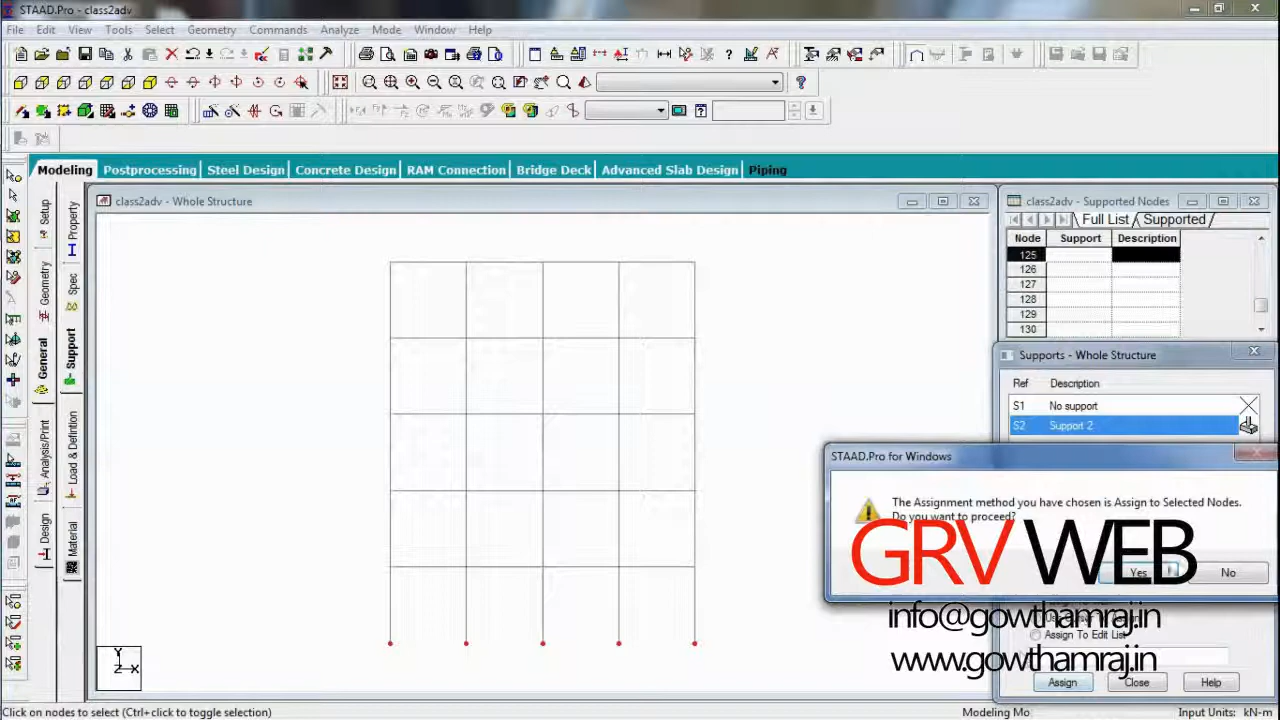 STAAD.Pro - class2adv
File Edit View Tools Select Geometry Commands Analyze Mode Window Help
Modeling Postprocessing Steel Design Concrete Design RAM Connection Bridge Deck Advanced Slab Design Piping
Setup
Geometry
General
Analysis/Print
Design
Property
Spec
Support
Load & Definition
Material
class2adv - Whole Structure
Y
Z X
class2adv - Supported Nodes
Full List Supported
Node Support Description
125
126
127
128
129
130
Supports - Whole Structure
Ref Description
S1 No support
S2 Support 2
STAAD.Pro for Windows
The Assignment method you have chosen is Assign to Selected Nodes.
Do you want to proceed?
Yes No
GRV WEB
info@gowthamraj.in
www.gowthamraj.in
Assign To Edit List
Assign Close Help
Click on nodes to select (Ctrl+click to toggle selection)
Modeling Mo Input Units: kN-m